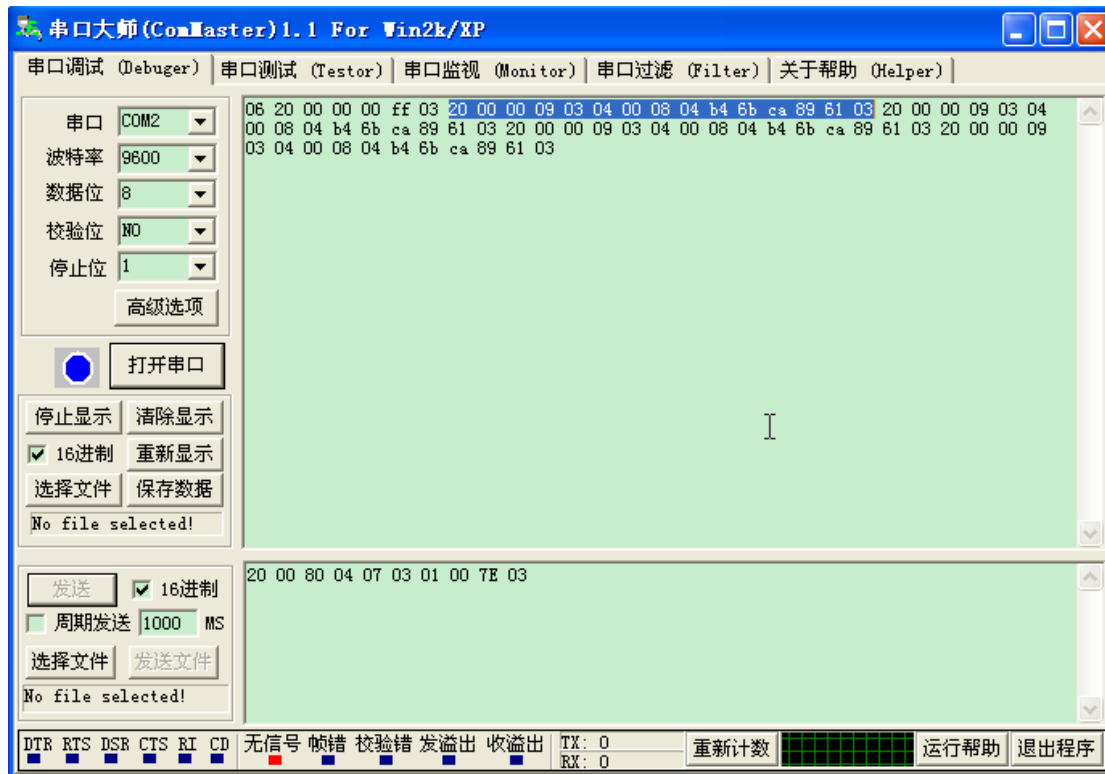 串口大师(ComMaster)1.1 For Win2k/XP
串口调试 (Debuger) 串口测试 (Testor) 串口监视 (Monitor) 串口过滤 (Filter) 关于帮助 (Helper)
串口 COM2
波特率 9600
数据位 8
校验位 NO
停止位 1
高级选项
打开串口
停止显示 清除显示
16进制 重新显示
选择文件 保存数据
No file selected!
06 20 00 00 00 ff 03 20 00 00 09 03 04 00 08 04 b4 6b ca 89 61 03 20 00 00 09 03 04
00 08 04 b4 6b ca 89 61 03 20 00 00 09 03 04 00 08 04 b4 6b ca 89 61 03 20 00 00 09
03 04 00 08 04 b4 6b ca 89 61 03
发送 16进制
周期发送 1000 MS
选择文件 发送文件
No file selected!
20 00 80 04 07 03 01 00 7E 03
DTR RTS DSR CTS RI CD 无信号 帧错 校验错 发溢出 收溢出 TX: 0
RX: 0
重新计数 运行帮助 退出程序